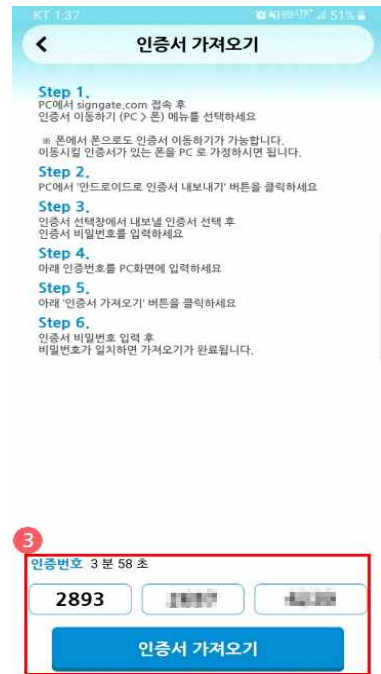 KT 1:37
51%
인증서 가져오기
Step 1.
PC에서 signgate.com 접속 후
인증서 이동하기 (PC > 폰) 메뉴를 선택하세요
※ 폰에서 폰으로도 인증서 이동하기가 가능합니다.
이동시킬 인증서가 있는 폰을 PC 로 가정하시면 됩니다.
Step 2.
PC에서 '안드로이드로 인증서 내보내기' 버튼을 클릭하세요
Step 3.
인증서 선택창에서 내보낼 인증서 선택 후
인증서 비밀번호를 입력하세요
Step 4.
아래 인증번호를 PC화면에 입력하세요
Step 5.
아래 '인증서 가져오기' 버튼을 클릭하세요
Step 6.
인증서 비밀번호 입력 후
비밀번호가 일치하면 가져오기가 완료됩니다.
3
인증번호 3 분 58 초
2893
인증서 가져오기